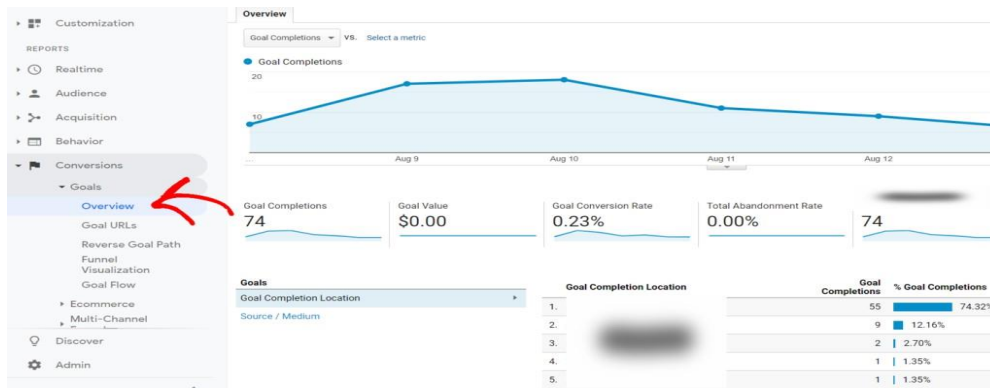 Customization
REPORTS
Realtime
Audience
Acquisition
Behavior
Conversions
Goals
Overview
Goal URLs
Reverse Goal Path
Funnel
Visualization
Goal Flow
Ecommerce
Multi-Channel
Discover
Admin
Overview
Goal Completions VS. Select a metric
Goal Completions
20
10
... Aug 9 Aug 10 Aug 11 Aug 12
Goal Completions Goal Value Goal Conversion Rate Total Abandonment Rate
74 $0.00 0.23% 0.00% 74
Goals
Goal Completion Location
Source / Medium
Goal Completion Location Goal Completions % Goal Completions
1. 55 74.32%
2. 9 12.16%
3. 2 2.70%
4. 1 1.35%
5. 1 1.35%